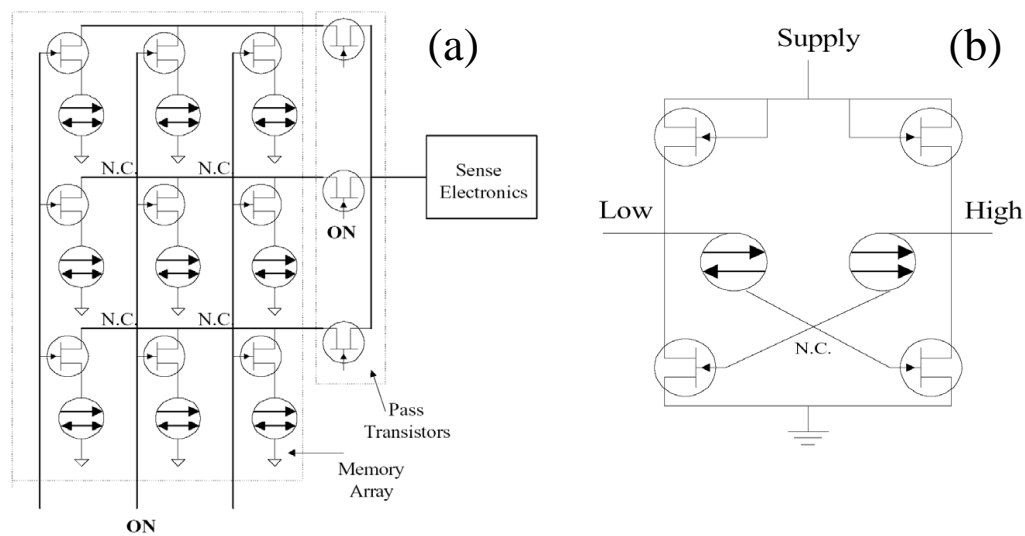 (a)
N.C.
N.C.
Sense
Electronics
ON
N.C.
N.C.
Pass
Transistors
Memory
Array
ON
(b)
Supply
Low
High
N.C.